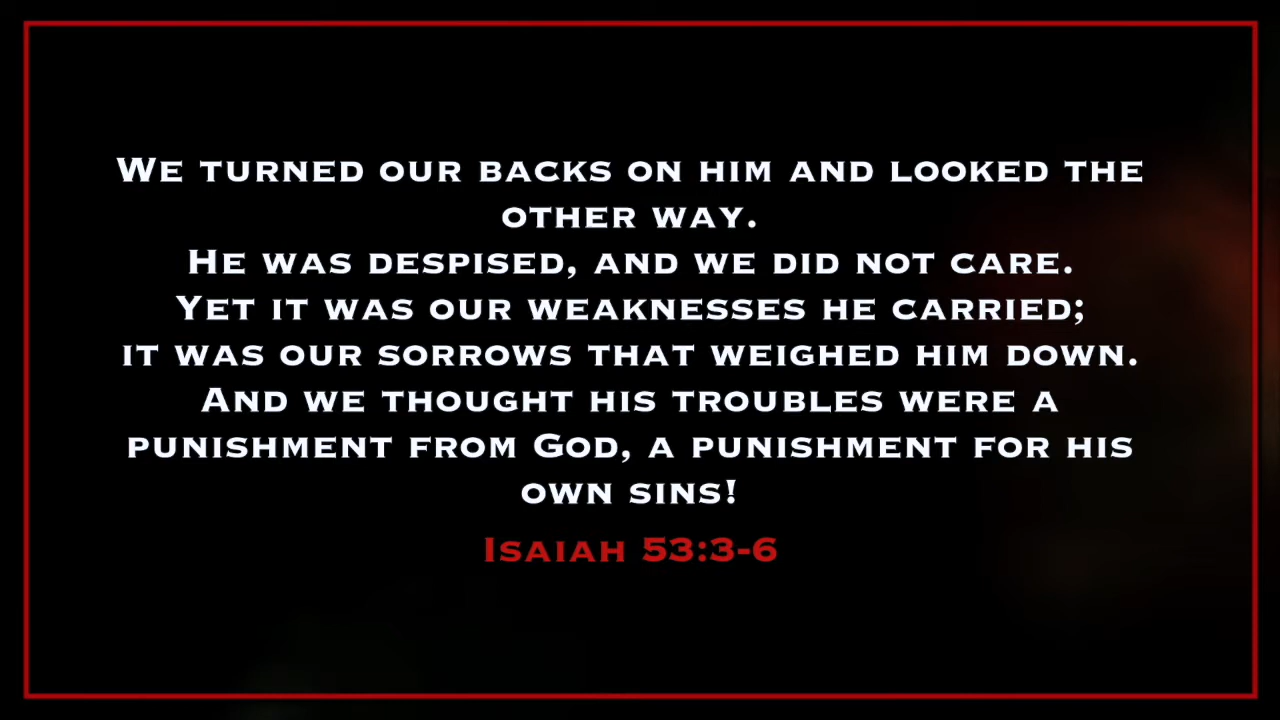 We turned our backs on him and looked the
other way.
He was despised, and we did not care.
Yet it was our weaknesses he carried;
it was our sorrows that weighed him down.
And we thought his troubles were a
punishment from God, a punishment for his
own sins!
Isaiah 53:3-6